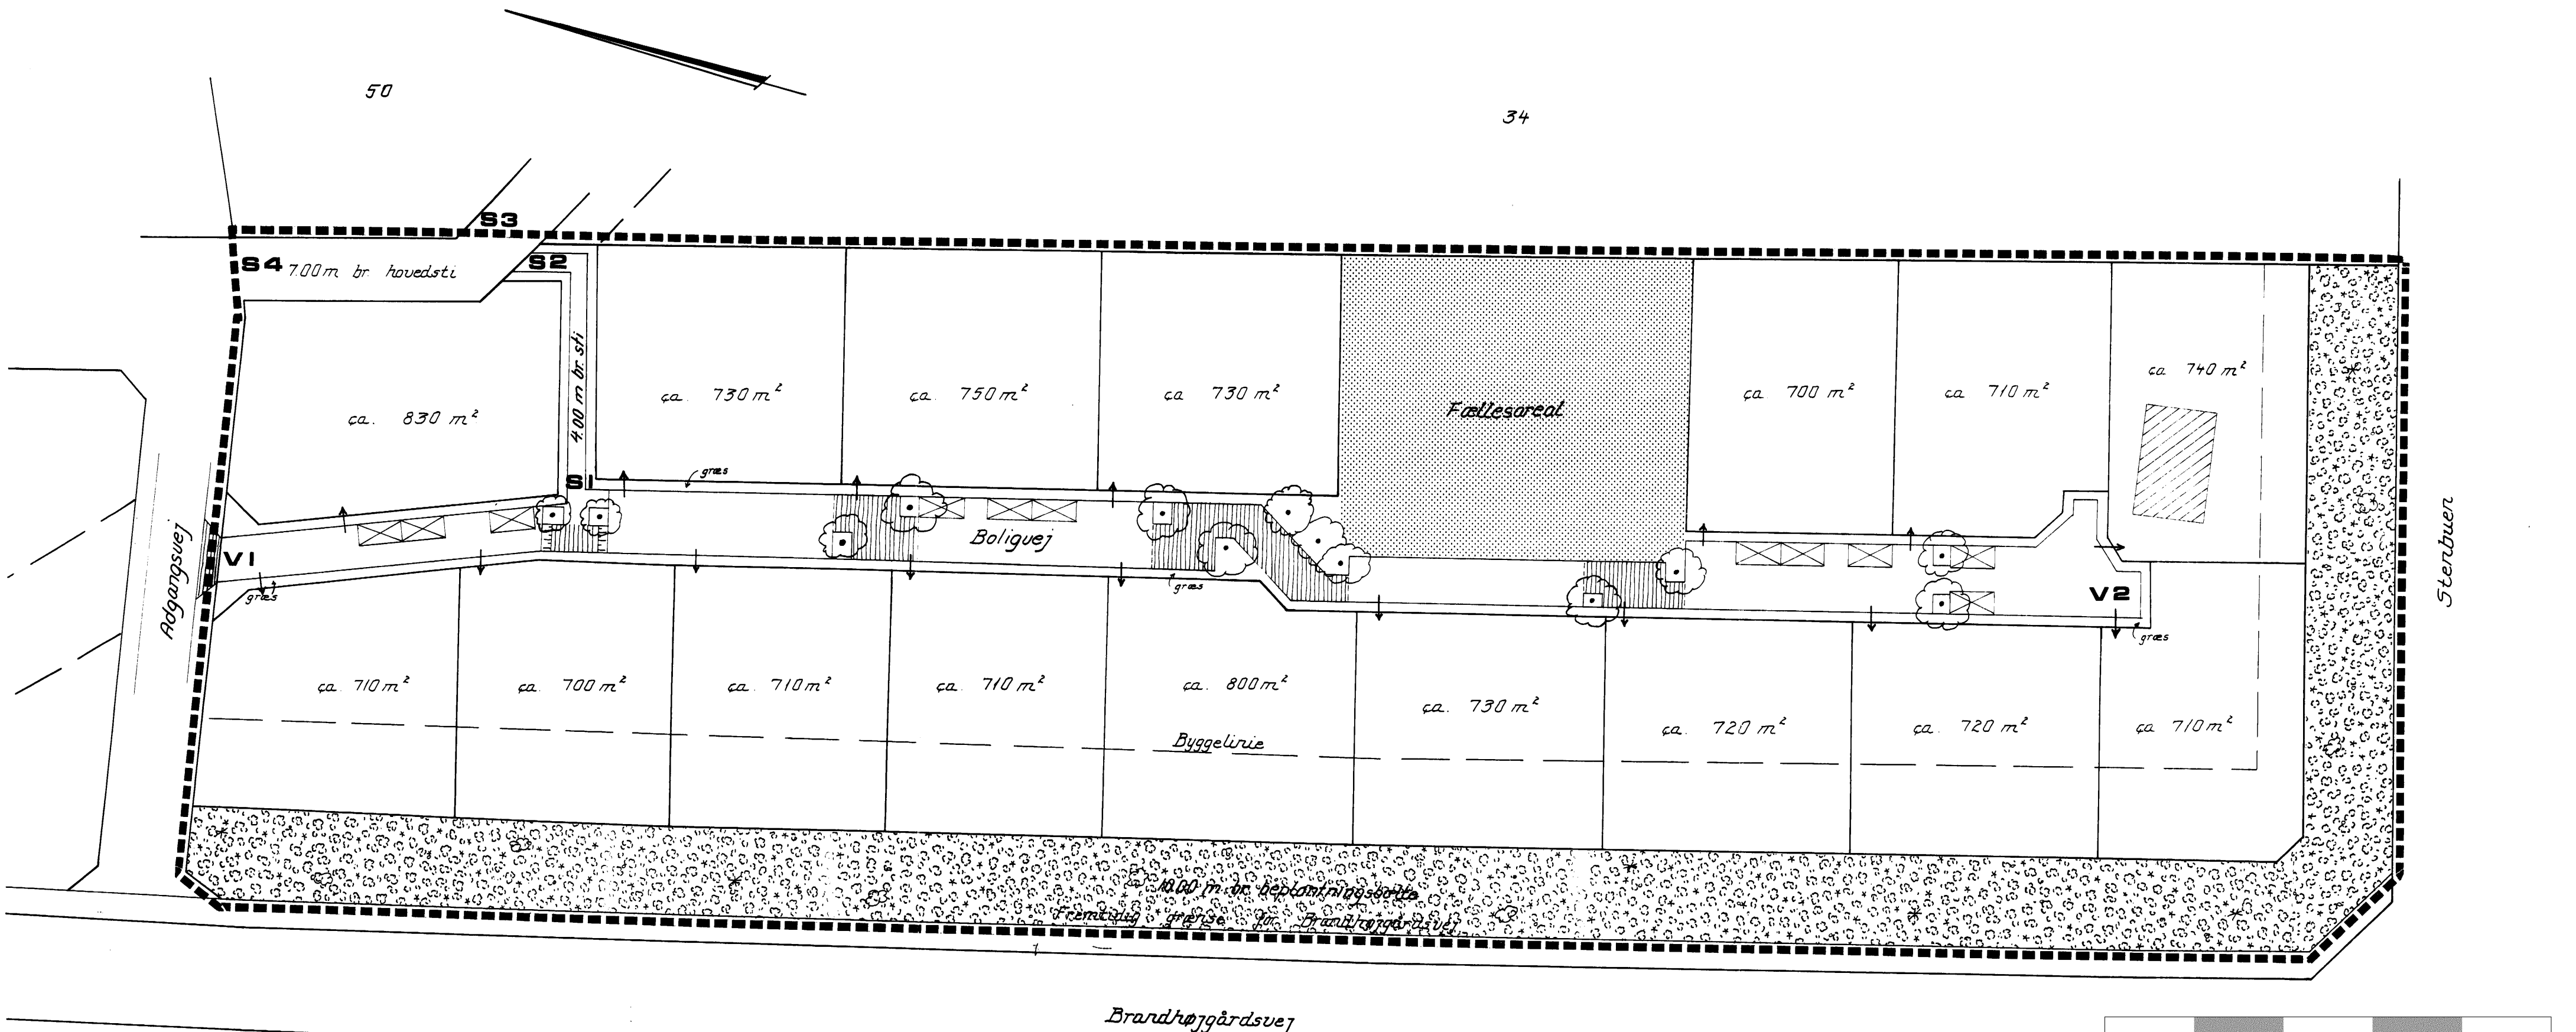 50
34
S3
S4 7.00 m br. hovedsti
S2
4.00 m br. sti
S1
ca. 830 m²
ca. 730 m²
ca. 750 m²
ca. 730 m²
Fællesareal
ca. 700 m²
ca. 710 m²
ca. 740 m²
græs
Boligvej
V1
græs
græs
V2
græs
Adgangsvej
Stenbuen
ca. 710 m²
ca. 700 m²
ca. 710 m²
ca. 710 m²
ca. 800 m²
ca. 730 m²
ca. 720 m²
ca. 720 m²
ca. 710 m²
Byggelinie
10.00 m. br. beplantningsbælte
Fremtidig grænse for Brandhøjgårdsvej
Brandhøjgårdsvej